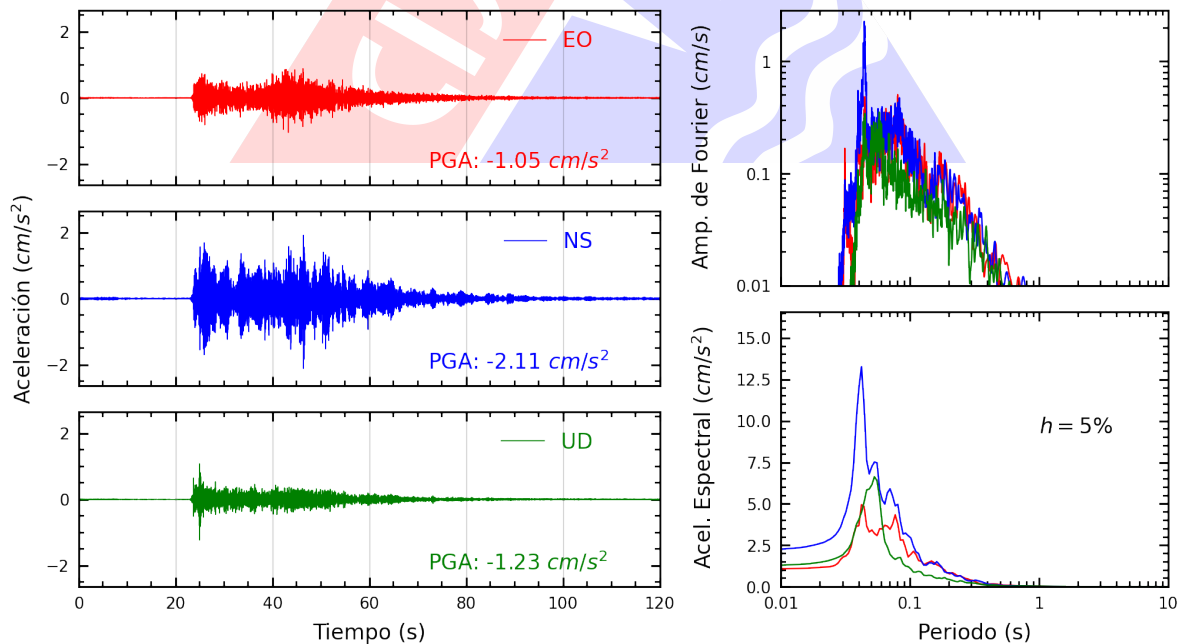 Aceleración (cm/s²)
2
0
−2
EO
PGA: -1.05 cm/s²
2
0
−2
NS
PGA: -2.11 cm/s²
2
0
−2
UD
PGA: -1.23 cm/s²
0 20 40 60 80 100 120
Tiempo (s)
Amp. de Fourier (cm/s)
1
0.1
0.01
Acel. Espectral (cm/s²)
15.0
12.5
10.0
7.5
5.0
2.5
0.0
h = 5%
0.01 0.1 1 10
Periodo (s)